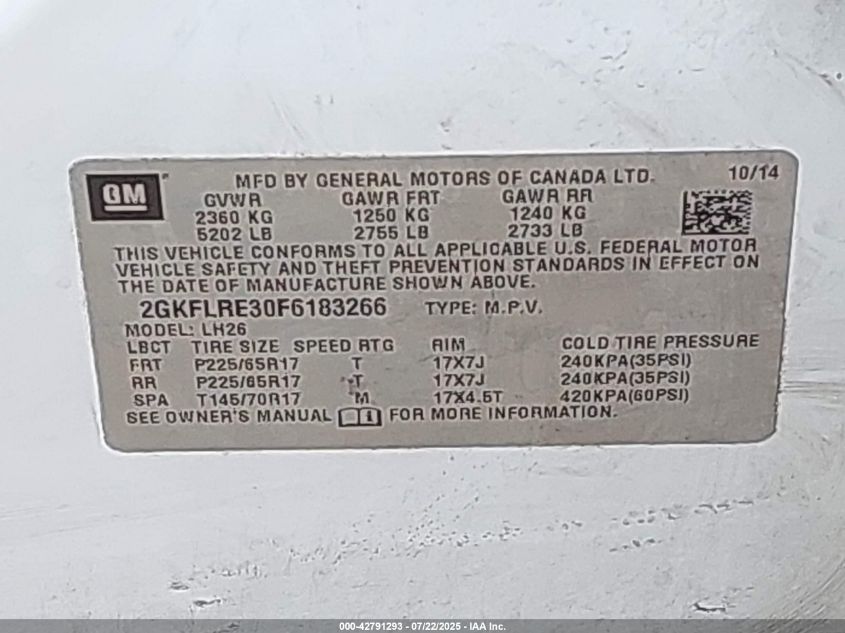 GM
MFD BY GENERAL MOTORS OF CANADA LTD. 10/14
GVWR GAWR FRT GAWR RR
2360 KG 1250 KG 1240 KG
5202 LB 2755 LB 2733 LB
THIS VEHICLE CONFORMS TO ALL APPLICABLE U.S. FEDERAL MOTOR
VEHICLE SAFETY AND THEFT PREVENTION STANDARDS IN EFFECT ON
THE DATE OF MANUFACTURE SHOWN ABOVE.
2GKFLRE30F6183266 TYPE: M.P.V.
MODEL: LH26
LBCT TIRE SIZE SPEED RTG RIM COLD TIRE PRESSURE
FRT P225/65R17 T 17X7J 240KPA(35PSI)
RR P225/65R17 T 17X7J 240KPA(35PSI)
SPA T145/70R17 M 17X4.5T 420KPA(60PSI)
SEE OWNER'S MANUAL FOR MORE INFORMATION.
000-42791293 - 07/22/2025 - IAA Inc.